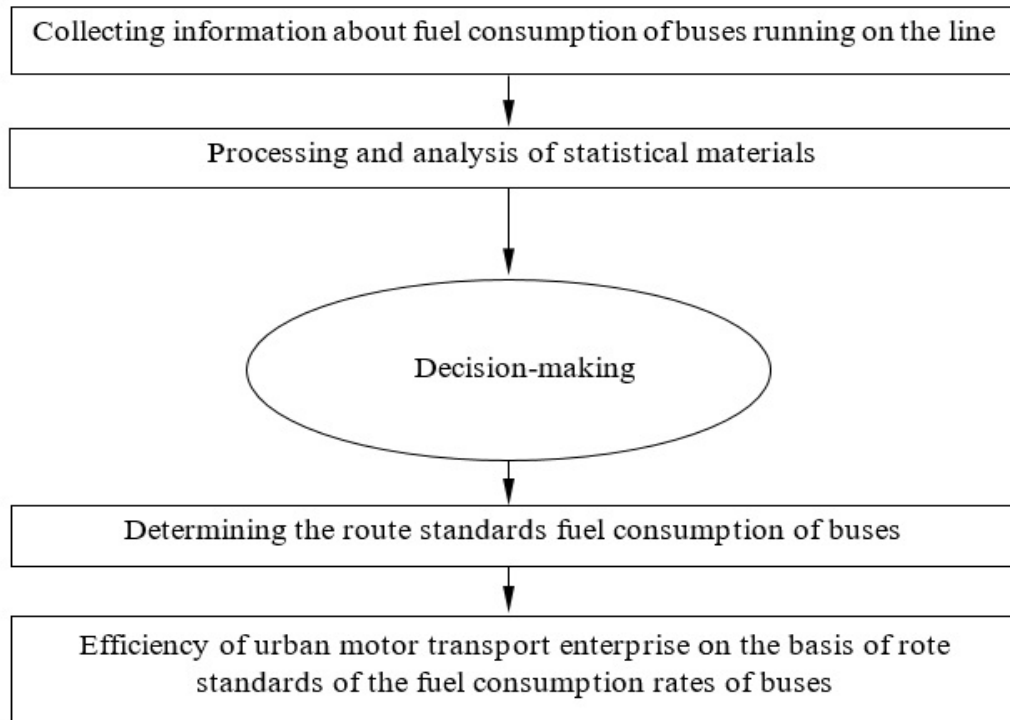 Collecting information about fuel consumption of buses running on the line
Processing and analysis of statistical materials
Decision-making
Determining the route standards fuel consumption of buses
Efficiency of urban motor transport enterprise on the basis of rote
standards of the fuel consumption rates of buses